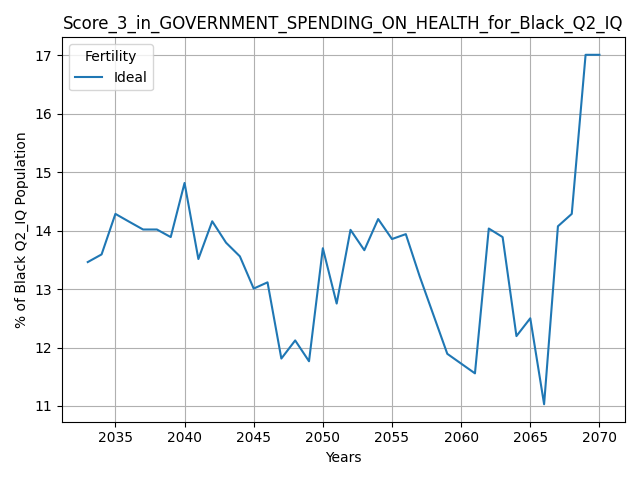 Score_3_in_GOVERNMENT_SPENDING_ON_HEALTH_for_Black_Q2_IQ
Fertility
Ideal
% of Black Q2_IQ Population
17
16
15
14
13
12
11
2035 2040 2045 2050 2055 2060 2065 2070
Years